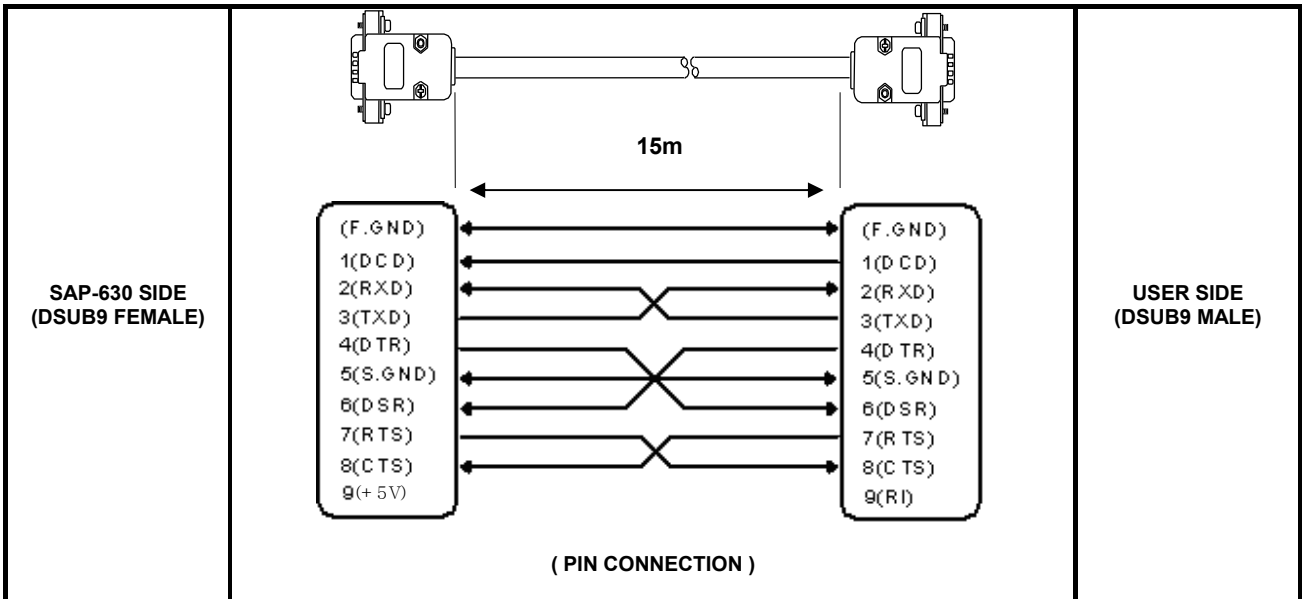 SAP-630 SIDE
(DSUB9 FEMALE)
15m
(F.GND)
1(DCD)
2(RXD)
3(TXD)
4(DTR)
5(S.GND)
6(DSR)
7(RTS)
8(CTS)
9(+5V)
(F.GND)
1(DCD)
2(RXD)
3(TXD)
4(DTR)
5(S.GND)
6(DSR)
7(RTS)
8(CTS)
9(RI)
( PIN CONNECTION )
USER SIDE
(DSUB9 MALE)